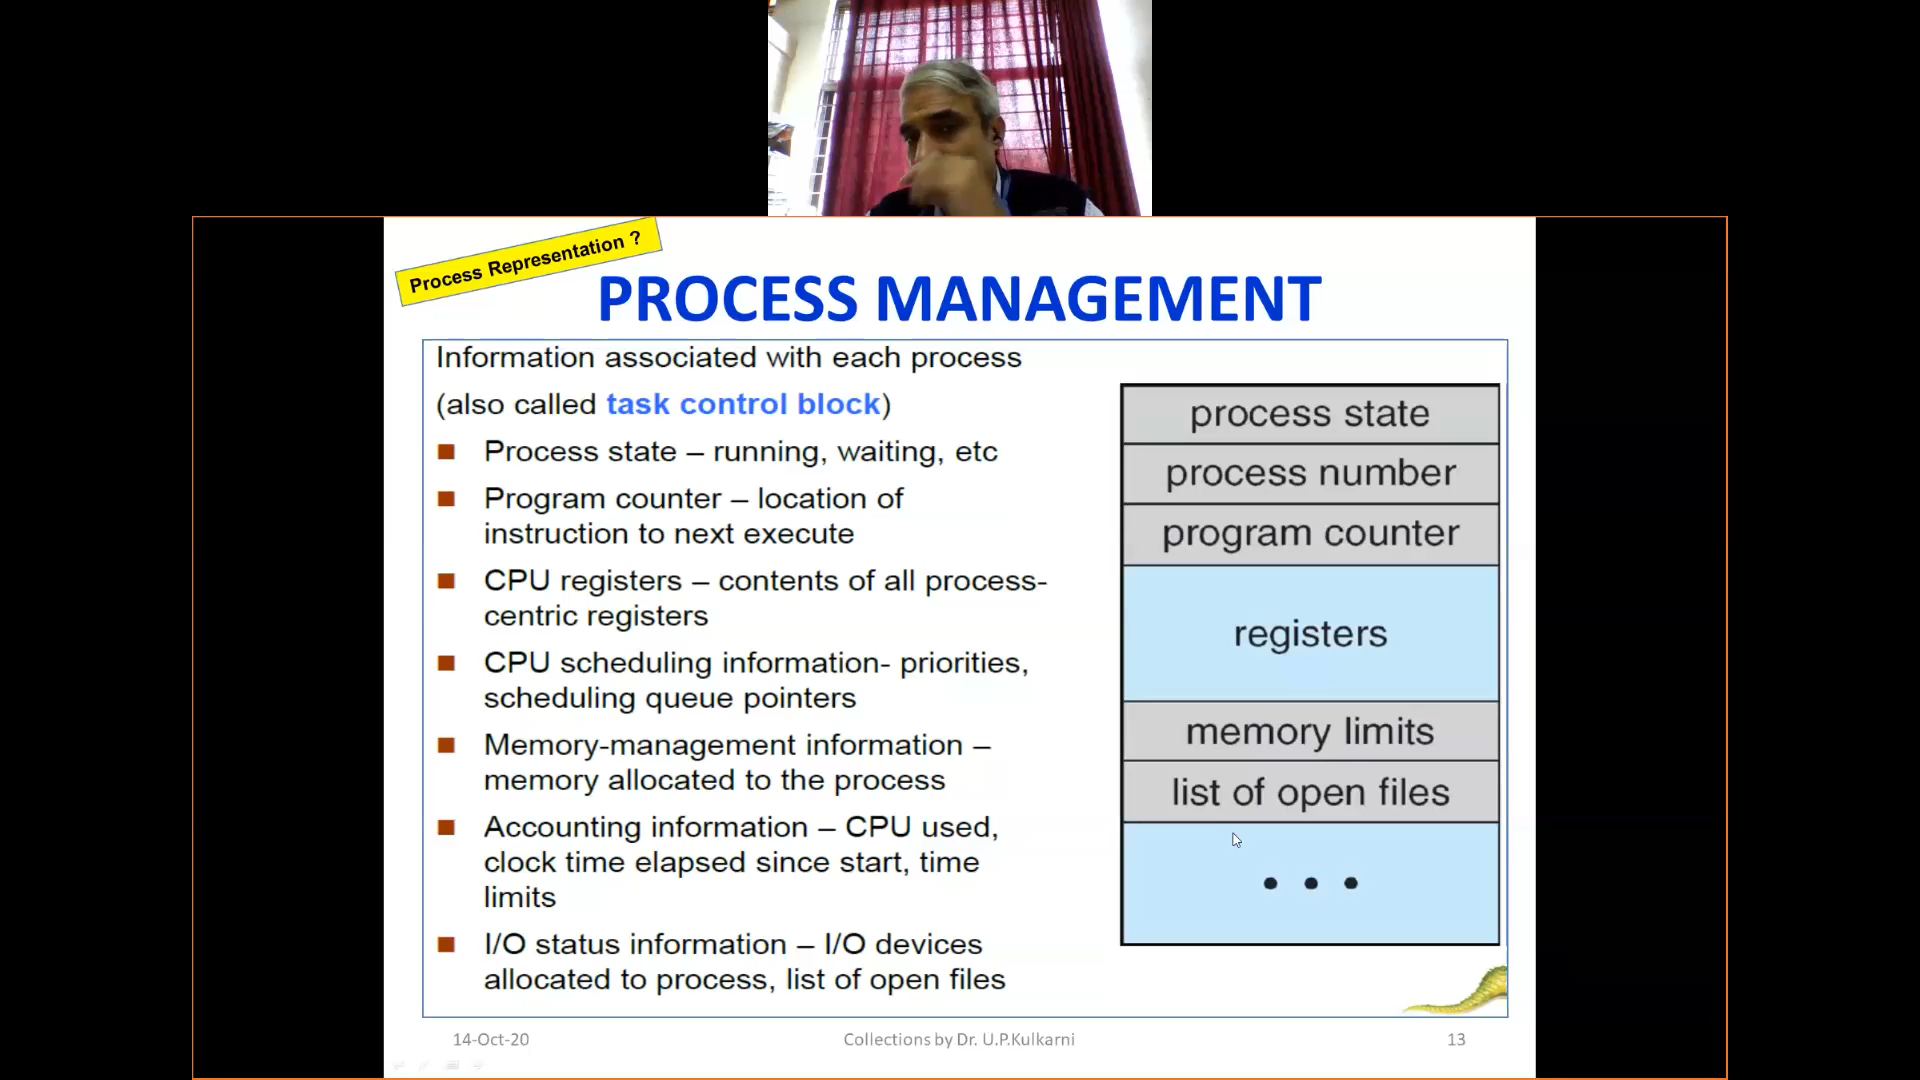 Process Representation ?
PROCESS MANAGEMENT
Information associated with each process
(also called task control block)
Process state – running, waiting, etc
Program counter – location of
instruction to next execute
CPU registers – contents of all process-
centric registers
CPU scheduling information- priorities,
scheduling queue pointers
Memory-management information –
memory allocated to the process
Accounting information – CPU used,
clock time elapsed since start, time
limits
I/O status information – I/O devices
allocated to process, list of open files
process state
process number
program counter
registers
memory limits
list of open files
• • •
14-Oct-20
Collections by Dr. U.P.Kulkarni
13